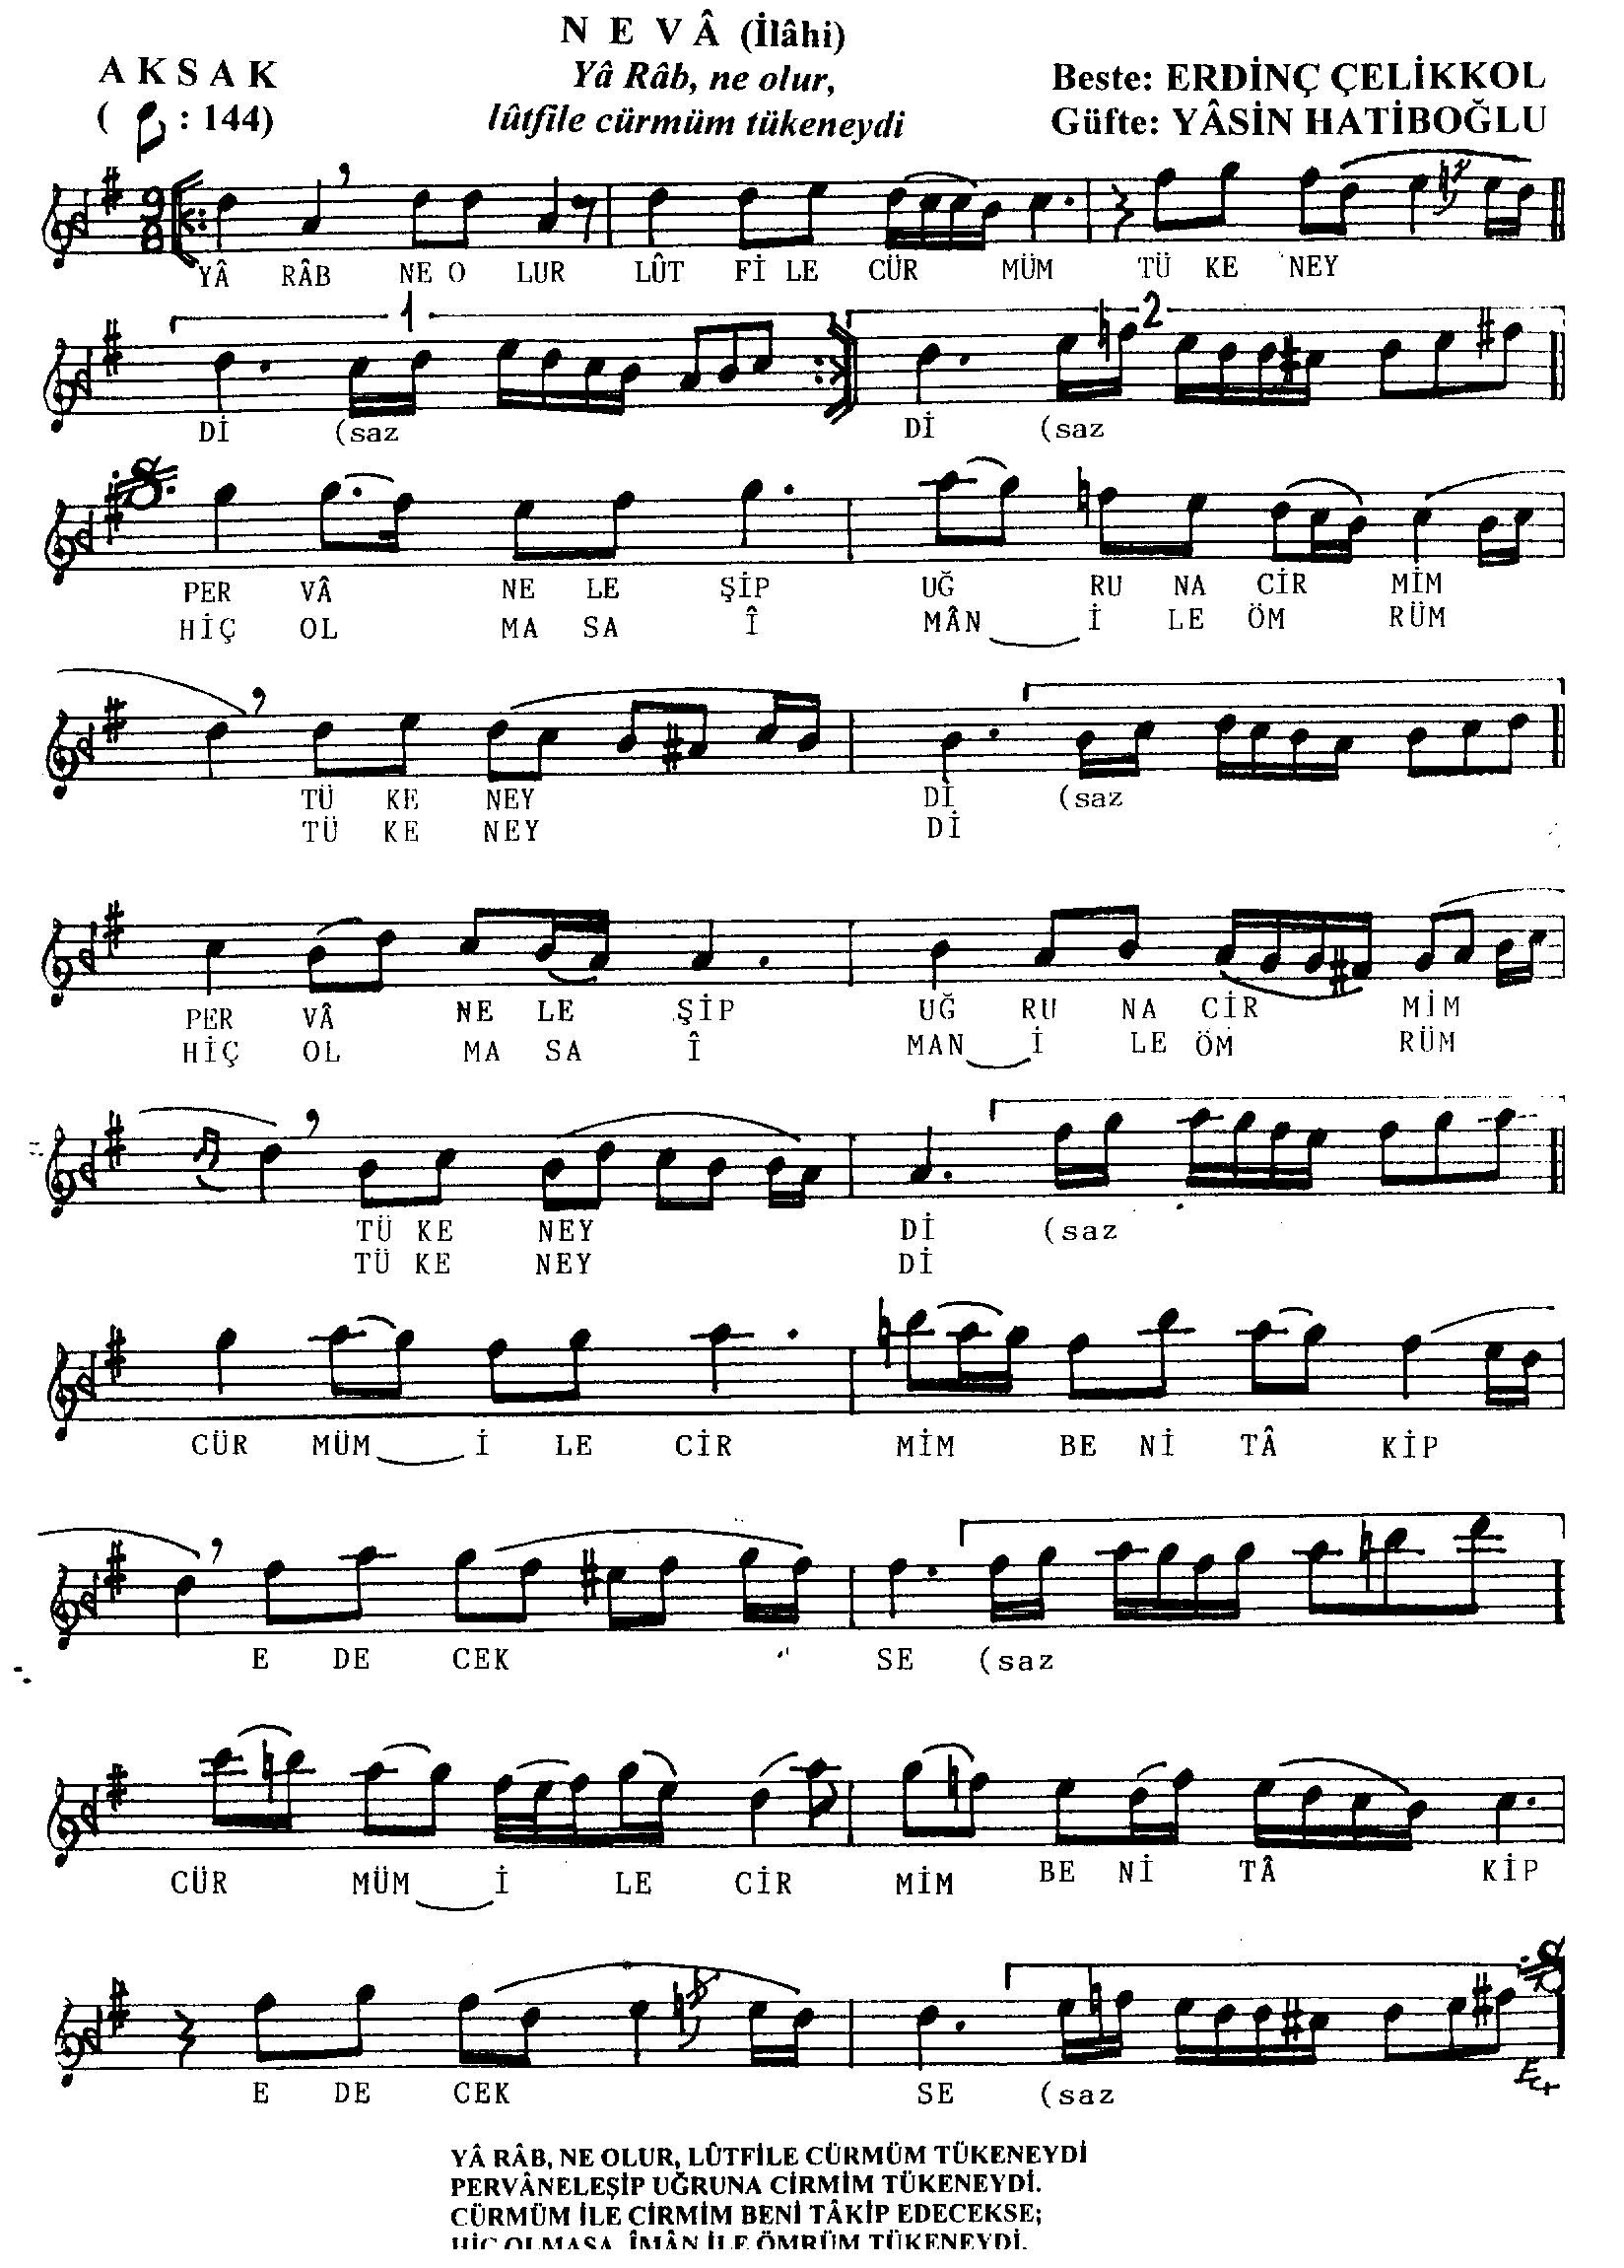 N E V Â (İlâhi)
A K S A K
Yâ Râb, ne olur,
Beste: ERDİNÇ ÇELİKKOL
( : 144)
lûtfile cürmüm tükeneydi
Güfte: YÂSİN HATİBOĞLU
9
8
YÂ RÂB NE O LUR LÛT Fİ LE CÜR MÜM TÜ KE NEY
1 2
Dİ (saz Dİ (saz
PER VÂ NE LE ŞİP UĞ RU NA CİR MİM
HİÇ OL MA SA Î MÂN İ LE ÖM RÜM
TÜ KE NEY Dİ (saz
TÜ KE NEY Dİ
PER VÂ NE LE ŞİP UĞ RU NA CİR MİM
HİÇ OL MA SA Î MAN İ LE ÖM RÜM
TÜ KE NEY Dİ (saz
TÜ KE NEY Dİ
CÜR MÜM İ LE CİR MİM BE Nİ TÂ KİP
E DE CEK SE (saz
CÜR MÜM İ LE CİR MİM BE Nİ TÂ KİP
E DE CEK SE (saz
YÂ RÂB, NE OLUR, LÛTFİLE CÜRMÜM TÜKENEYDİ
PERVÂNELEŞİP UĞRUNA CİRMİM TÜKENEYDİ.
CÜRMÜM İLE CİRMİM BENİ TÂKİP EDECEKSE;
HİÇ OLMASA, ÎMÂN İLE ÖMRÜM TÜKENEYDİ.